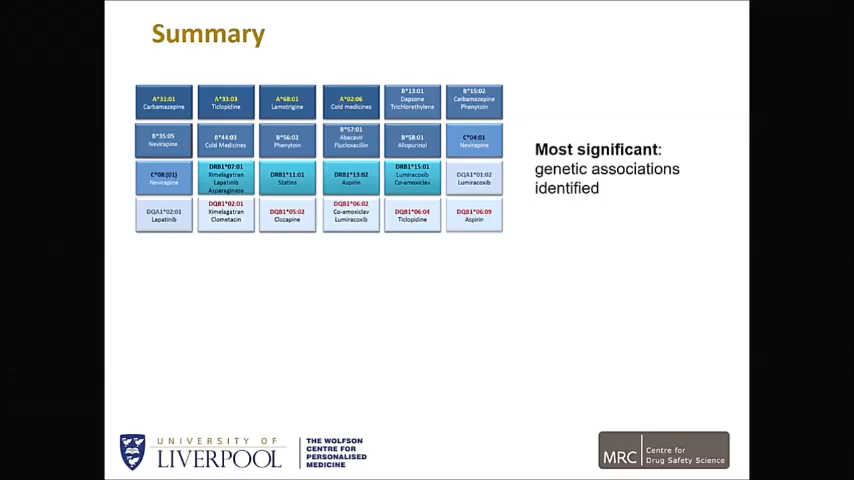 Summary
A*31:01
Carbamazepine
A*33:03
Ticlopidine
A*68:01
Lamotrigine
A*02:06
Cold medicines
B*13:01
Dapsone
Trichlorethylene
B*15:02
Carbamazepine
Phenytoin
B*35:05
Nevirapine
B*44:03
Cold Medicines
B*56:02
Phenytoin
B*57:01
Abacavir
Flucloxacillin
B*58:01
Allopurinol
C*04:01
Nevirapine
C*08:(01)
Nevirapine
DRB1*07:01
Ximelagatran
Lapatinib
Asparaginase
DRB1*11:01
Statins
DRB1*13:02
Aspirin
DRB1*15:01
Lumiracoxib
Co-amoxiclav
DQA1*01:02
Lumiracoxib
DQA1*02:01
Lapatinib
DQB1*02:01
Ximelagatran
Clometacin
DQB1*05:02
Clozapine
DQB1*06:02
Co-amoxiclav
Lumiracoxib
DQB1*06:04
Ticlopidine
DQB1*06:09
Aspirin
Most significant:
genetic associations
identified
UNIVERSITY OF
LIVERPOOL
THE WOLFSON
CENTRE FOR
PERSONALISED
MEDICINE
MRC
Centre for
Drug Safety Science